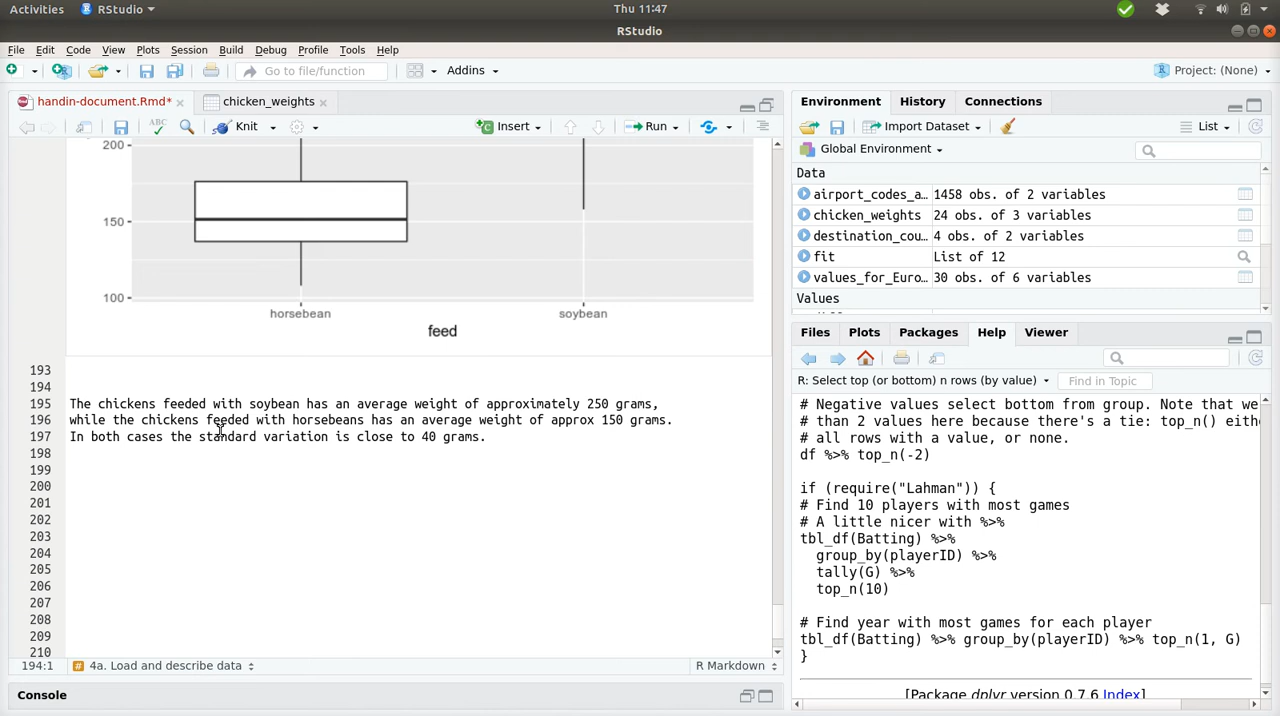 Activities RStudio Thu 11:47
RStudio
File Edit Code View Plots Session Build Debug Profile Tools Help
Go to file/function Addins Project: (None)
handin-document.Rmd* chicken_weights
ABC Knit Insert Run
200
150
100
horsebean soybean
feed
193
194
195 The chickens feeded with soybean has an average weight of approximately 250 grams,
196 while the chickens feeded with horsebeans has an average weight of approx 150 grams.
197 In both cases the standard variation is close to 40 grams.
198
199
200
201
202
203
204
205
206
207
208
209
210
194:1 # 4a. Load and describe data R Markdown
Console
Environment History Connections
Import Dataset List
Global Environment
Data
airport_codes_a… 1458 obs. of 2 variables
chicken_weights 24 obs. of 3 variables
destination_cou… 4 obs. of 2 variables
fit List of 12
values_for_Euro… 30 obs. of 6 variables
Values
Files Plots Packages Help Viewer
R: Select top (or bottom) n rows (by value) Find in Topic
# Negative values select bottom from group. Note that we
# than 2 values here because there's a tie: top_n() eith
# all rows with a value, or none.
df %>% top_n(-2)
if (require("Lahman")) {
# Find 10 players with most games
# A little nicer with %>%
tbl_df(Batting) %>%
group_by(playerID) %>%
tally(G) %>%
top_n(10)
# Find year with most games for each player
tbl_df(Batting) %>% group_by(playerID) %>% top_n(1, G)
}
[Package dplyr version 0.7.6 Index]